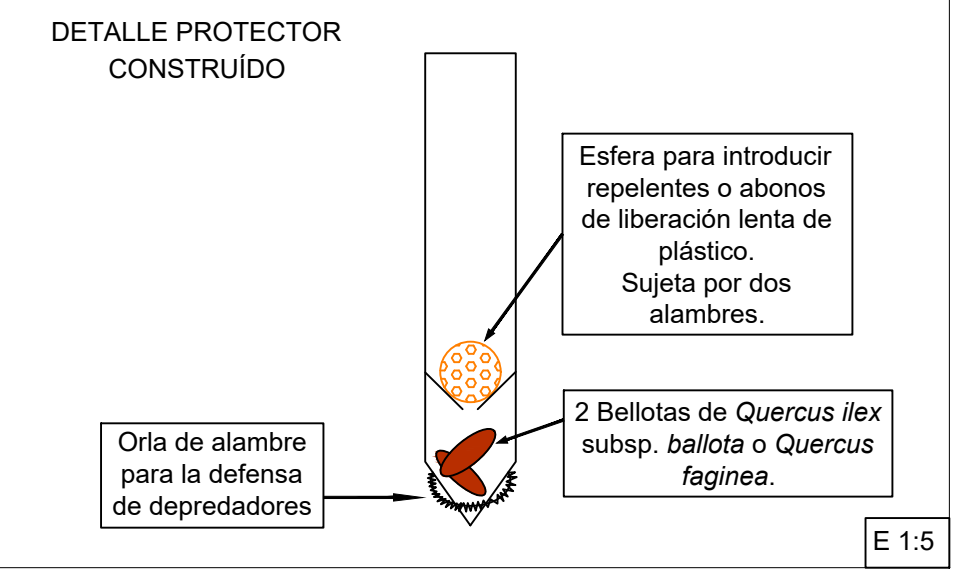 DETALLE PROTECTOR
CONSTRUÍDO
Esfera para introducir
repelentes o abonos
de liberación lenta de
plástico.
Sujeta por dos
alambres.
2 Bellotas de Quercus ilex
subsp. ballota o Quercus
faginea.
Orla de alambre
para la defensa
de depredadores
E 1:5